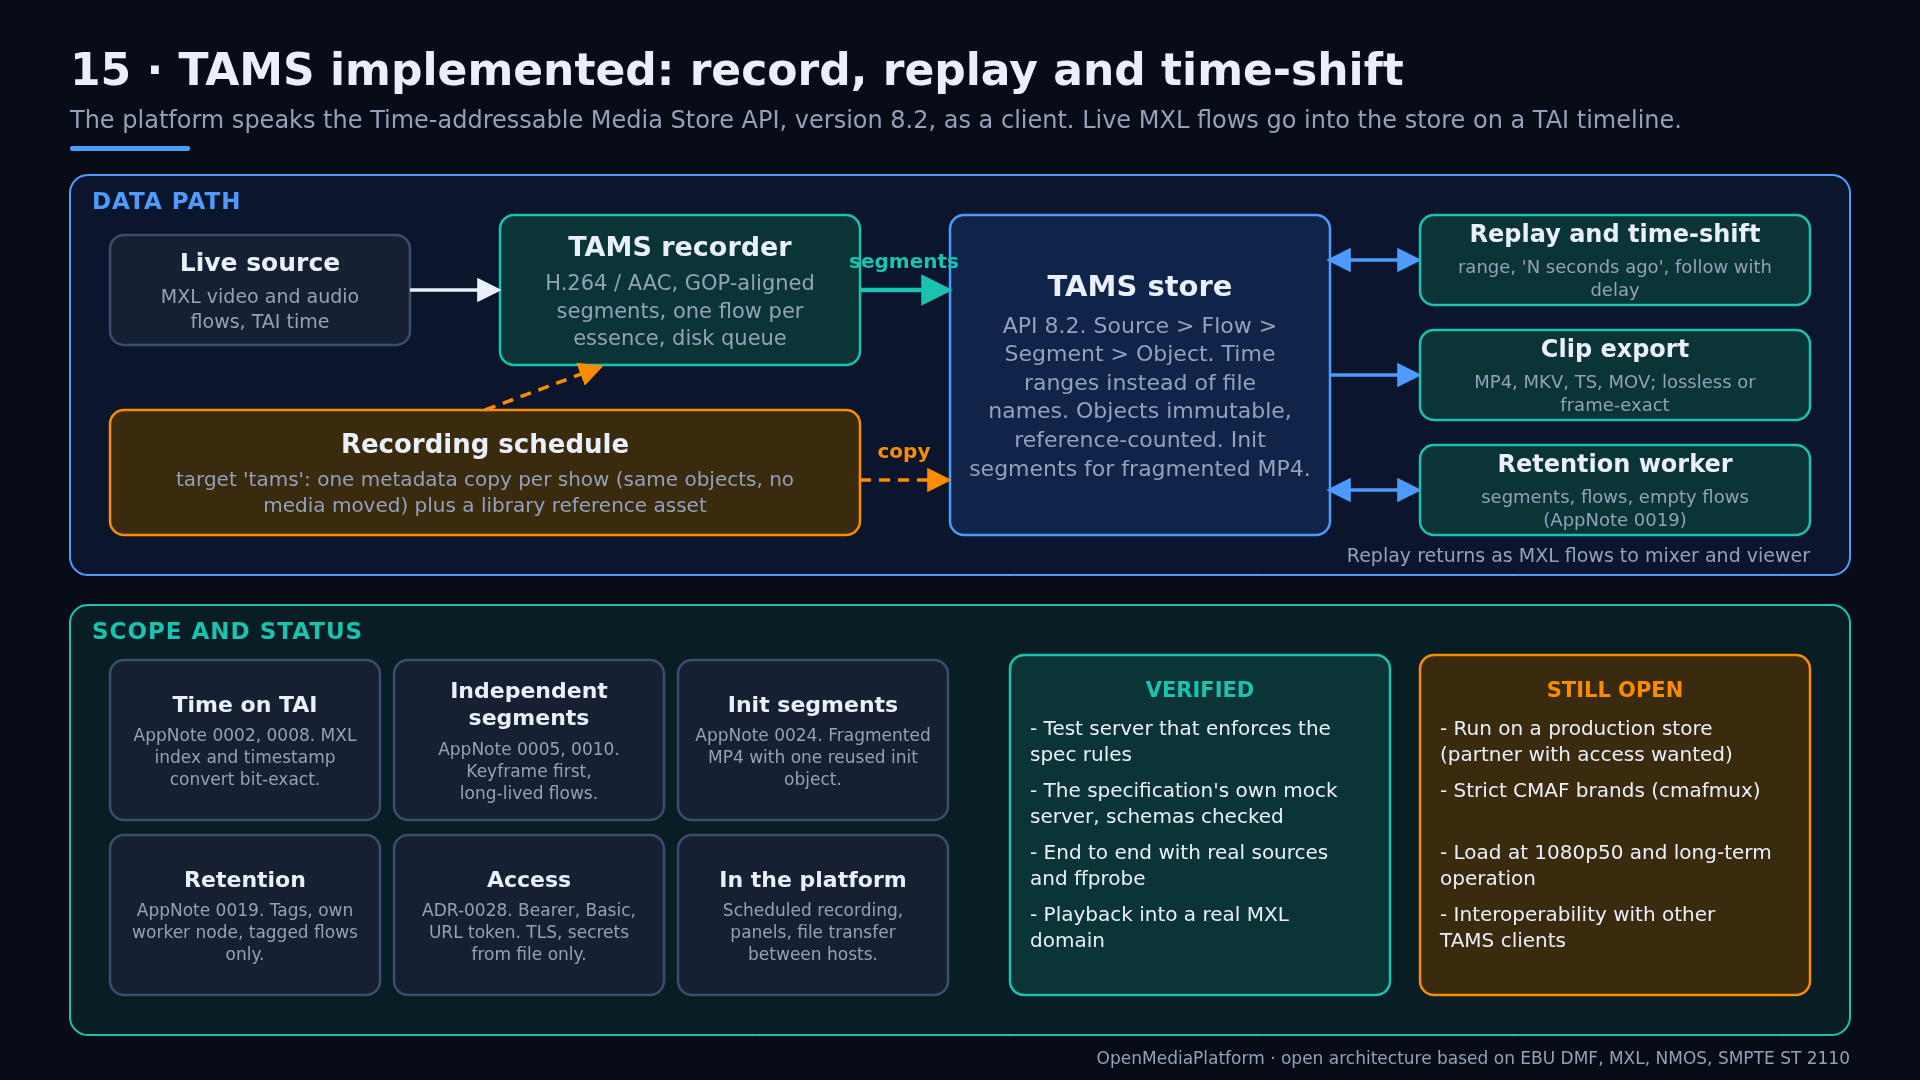 15 · TAMS implemented: record, replay and time-shift
The platform speaks the Time-addressable Media Store API, version 8.2, as a client. Live MXL flows go into the store on a TAI timeline.
DATA PATH
Live source
MXL video and audio
flows, TAI time
TAMS recorder
H.264 / AAC, GOP-aligned
segments, one flow per
essence, disk queue
segments
Recording schedule
target 'tams': one metadata copy per show (same objects, no
media moved) plus a library reference asset
copy
TAMS store
API 8.2. Source > Flow >
Segment > Object. Time
ranges instead of file
names. Objects immutable,
reference-counted. Init
segments for fragmented MP4.
Replay and time-shift
range, 'N seconds ago', follow with
delay
Clip export
MP4, MKV, TS, MOV; lossless or
frame-exact
Retention worker
segments, flows, empty flows
(AppNote 0019)
Replay returns as MXL flows to mixer and viewer
SCOPE AND STATUS
Time on TAI
AppNote 0002, 0008. MXL
index and timestamp
convert bit-exact.
Independent
segments
AppNote 0005, 0010.
Keyframe first,
long-lived flows.
Init segments
AppNote 0024. Fragmented
MP4 with one reused init
object.
Retention
AppNote 0019. Tags, own
worker node, tagged flows
only.
Access
ADR-0028. Bearer, Basic,
URL token. TLS, secrets
from file only.
In the platform
Scheduled recording,
panels, file transfer
between hosts.
VERIFIED
- Test server that enforces the
spec rules
- The specification's own mock
server, schemas checked
- End to end with real sources
and ffprobe
- Playback into a real MXL
domain
STILL OPEN
- Run on a production store
(partner with access wanted)
- Strict CMAF brands (cmafmux)
- Load at 1080p50 and long-term
operation
- Interoperability with other
TAMS clients
OpenMediaPlatform · open architecture based on EBU DMF, MXL, NMOS, SMPTE ST 2110